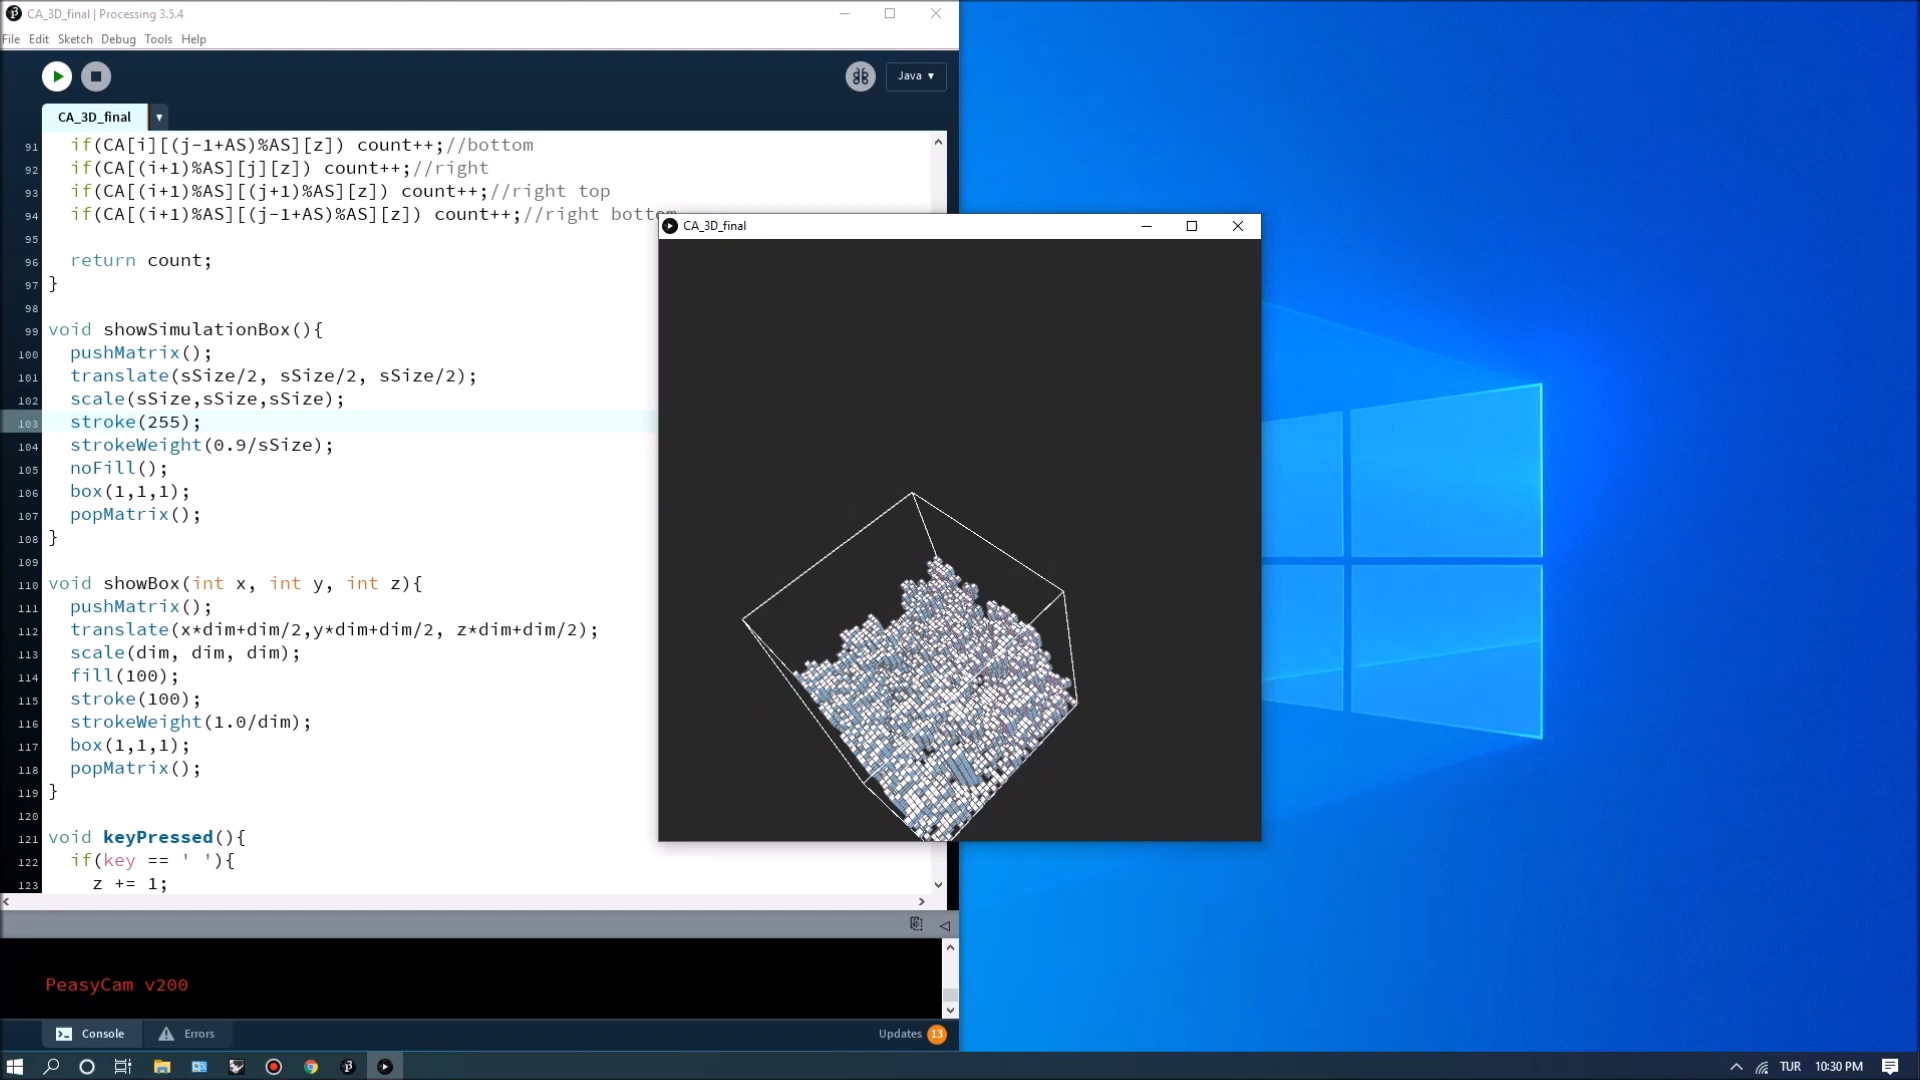 CA_3D_final | Processing 3.5.4
File Edit Sketch Debug Tools Help
Java ▼
CA_3D_final ▼
91 if(CA[i][(j-1+AS)%AS][z]) count++;//bottom
92 if(CA[(i+1)%AS][j][z]) count++;//right
93 if(CA[(i+1)%AS][(j+1)%AS][z]) count++;//right top
94 if(CA[(i+1)%AS][(j-1+AS)%AS][z]) count++;//right bottom
95
96 return count;
97 }
98
99 void showSimulationBox(){
100 pushMatrix();
101 translate(sSize/2, sSize/2, sSize/2);
102 scale(sSize,sSize,sSize);
103 stroke(255);
104 strokeWeight(0.9/sSize);
105 noFill();
106 box(1,1,1);
107 popMatrix();
108 }
109
110 void showBox(int x, int y, int z){
111 pushMatrix();
112 translate(x*dim+dim/2,y*dim+dim/2, z*dim+dim/2);
113 scale(dim, dim, dim);
114 fill(100);
115 stroke(100);
116 strokeWeight(1.0/dim);
117 box(1,1,1);
118 popMatrix();
119 }
120
121 void keyPressed(){
122 if(key == ' '){
123 z += 1;
CA_3D_final
PeasyCam v200
Console Errors Updates 13
TUR 10:30 PM